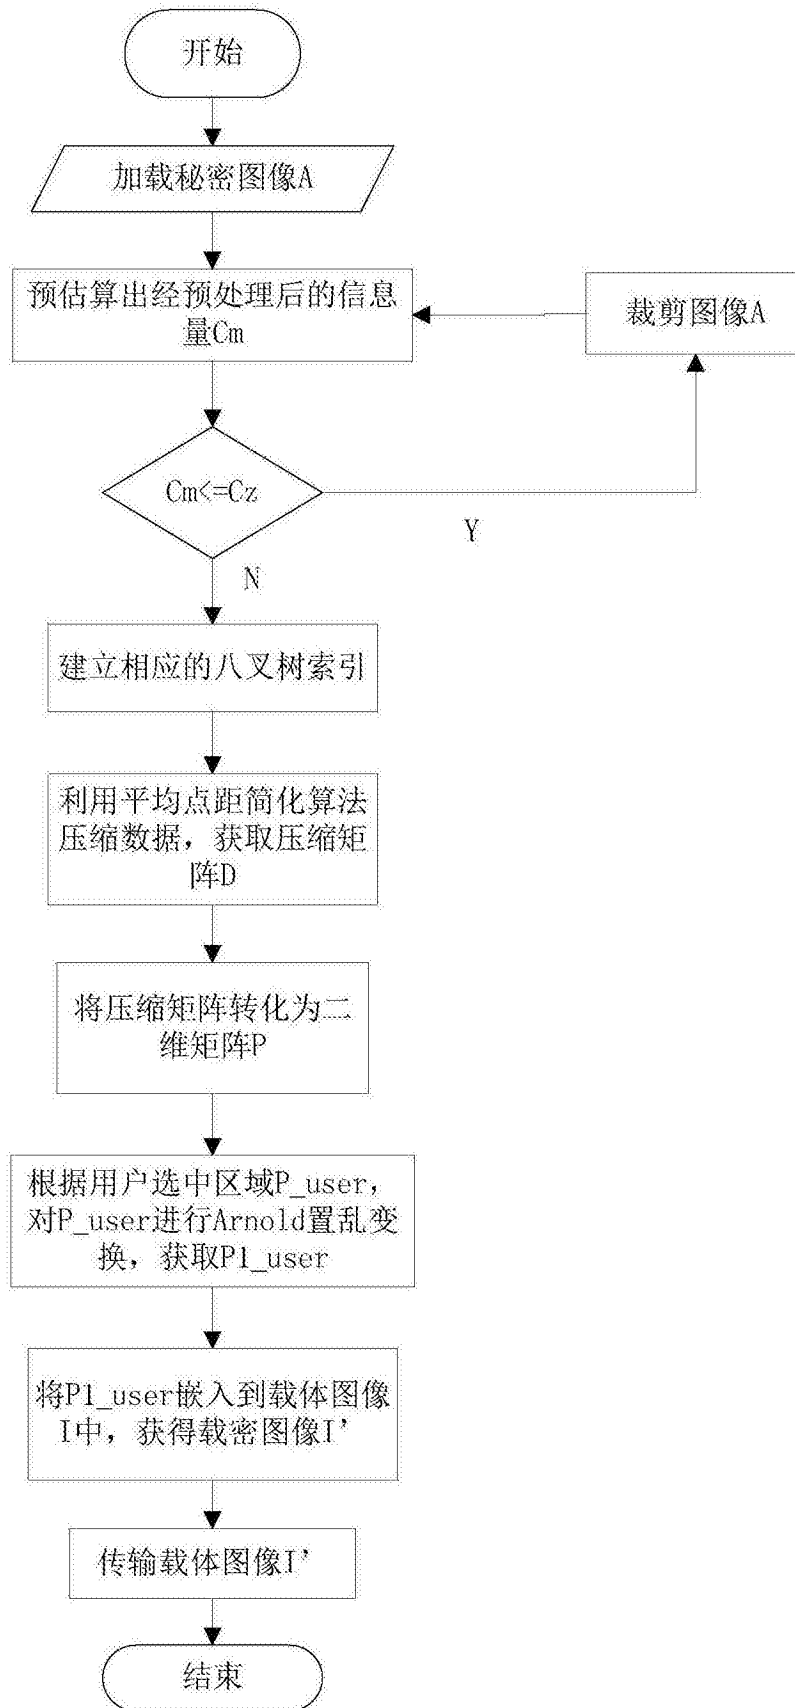 开始
加载秘密图像A
预估算出经预处理后的信息
量Cm
裁剪图像A
Cm<=Cz
Y
N
建立相应的八叉树索引
利用平均点距简化算法
压缩数据，获取压缩矩
阵D
将压缩矩阵转化为二
维矩阵P
根据用户选中区域P_user，
对P_user进行Arnold置乱变
换，获取P1_user
将P1_user嵌入到载体图像
I中，获得载密图像I’
传输载体图像I’
结束